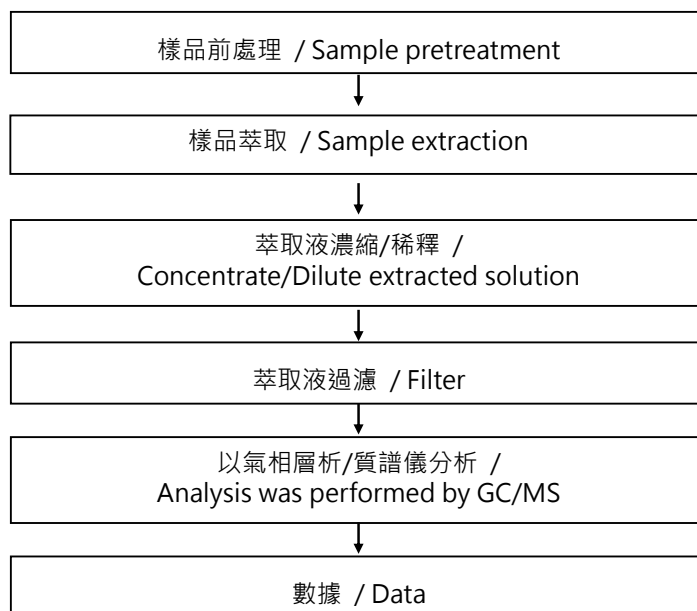 樣品前處理 / Sample pretreatment
樣品萃取 / Sample extraction
萃取液濃縮/稀釋 /
Concentrate/Dilute extracted solution
萃取液過濾 / Filter
以氣相層析/質譜儀分析 /
Analysis was performed by GC/MS
數據 / Data